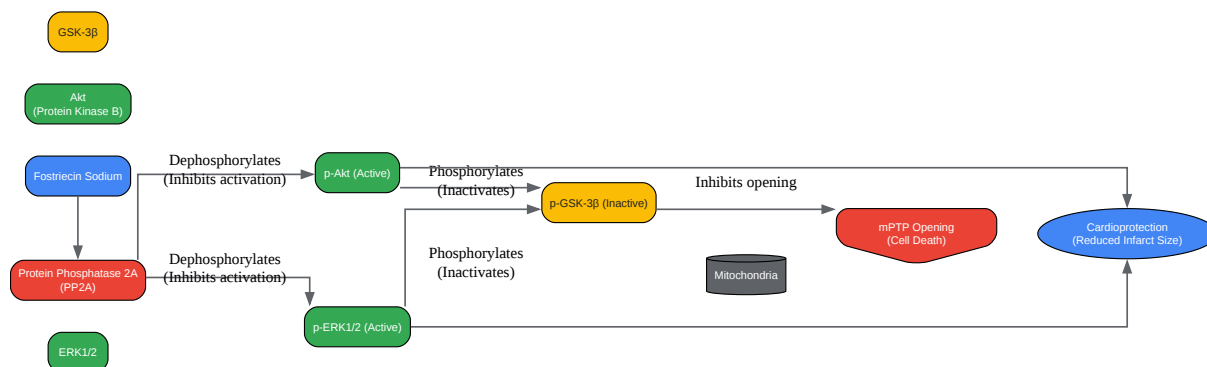 GSK-3β
Akt
(Protein Kinase B)
Fostriecin Sodium
Protein Phosphatase 2A
(PP2A)
ERK1/2
Dephosphorylates
(Inhibits activation)
Dephosphorylates
(Inhibits activation)
p-Akt (Active)
p-ERK1/2 (Active)
Phosphorylates
(Inactivates)
Phosphorylates
(Inactivates)
p-GSK-3β (Inactive)
Inhibits opening
Mitochondria
mPTP Opening
(Cell Death)
Cardioprotection
(Reduced Infarct Size)